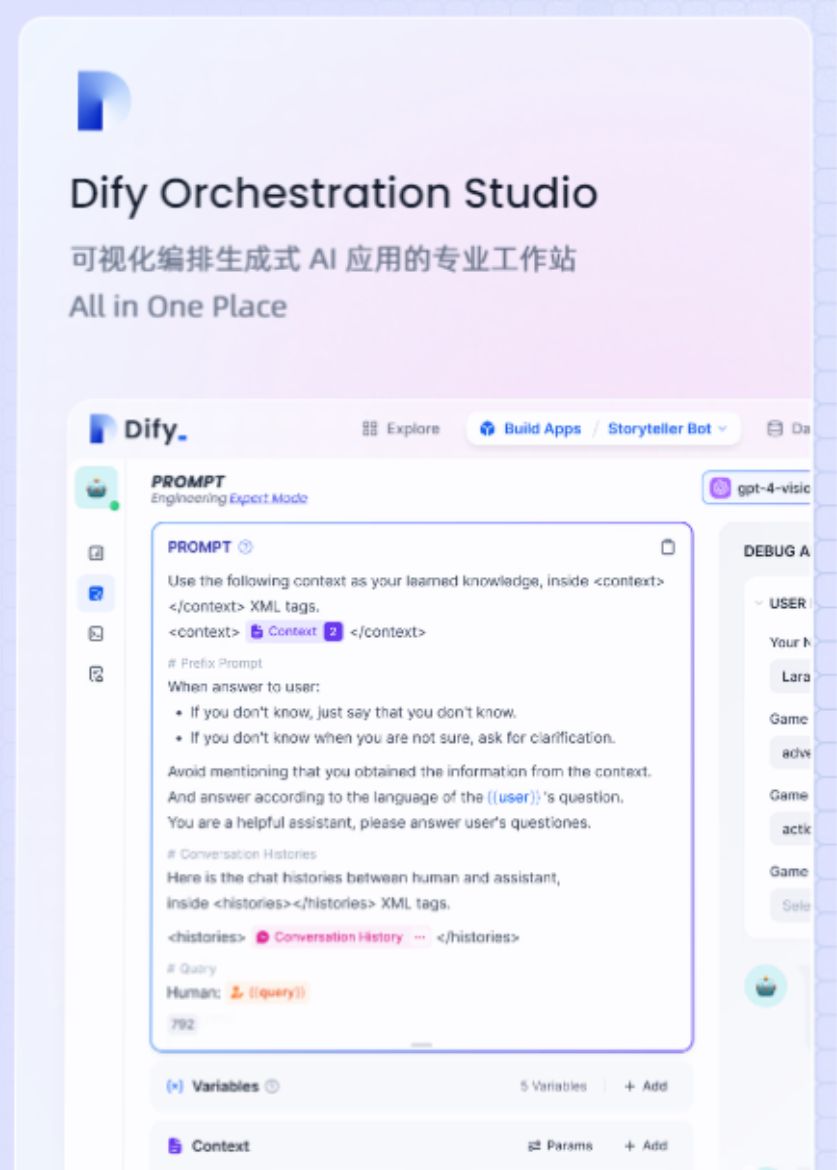 Dify Orchestration Studio
可视化编排生成式 AI 应用的专业工作站
All in One Place
Dify_
Explore
Build Apps / Storyteller Bot
Da
PROMPT
Engineering Expert Mode
gpt-4-visio
PROMPT
Use the following context as your learned knowledge, inside <context>
</context> XML tags.
<context> Context 2 </context>
# Prefix Prompt
When answer to user:
• If you don't know, just say that you don't know.
• If you don't know when you are not sure, ask for clarification.
Avoid mentioning that you obtained the information from the context.
And answer according to the language of the {{user}} 's question.
You are a helpful assistant, please answer user's questiones.
# Conversation Histories
Here is the chat histories between human and assistant,
inside <histories></histories> XML tags.
<histories> Conversation History ··· </histories>
# Query
Human: {{query}}
792
{x} Variables
5 Variables
+ Add
Context
Params
+ Add
DEBUG A
USER
Your N
Lara
Game
adve
Game
actic
Game
Sele